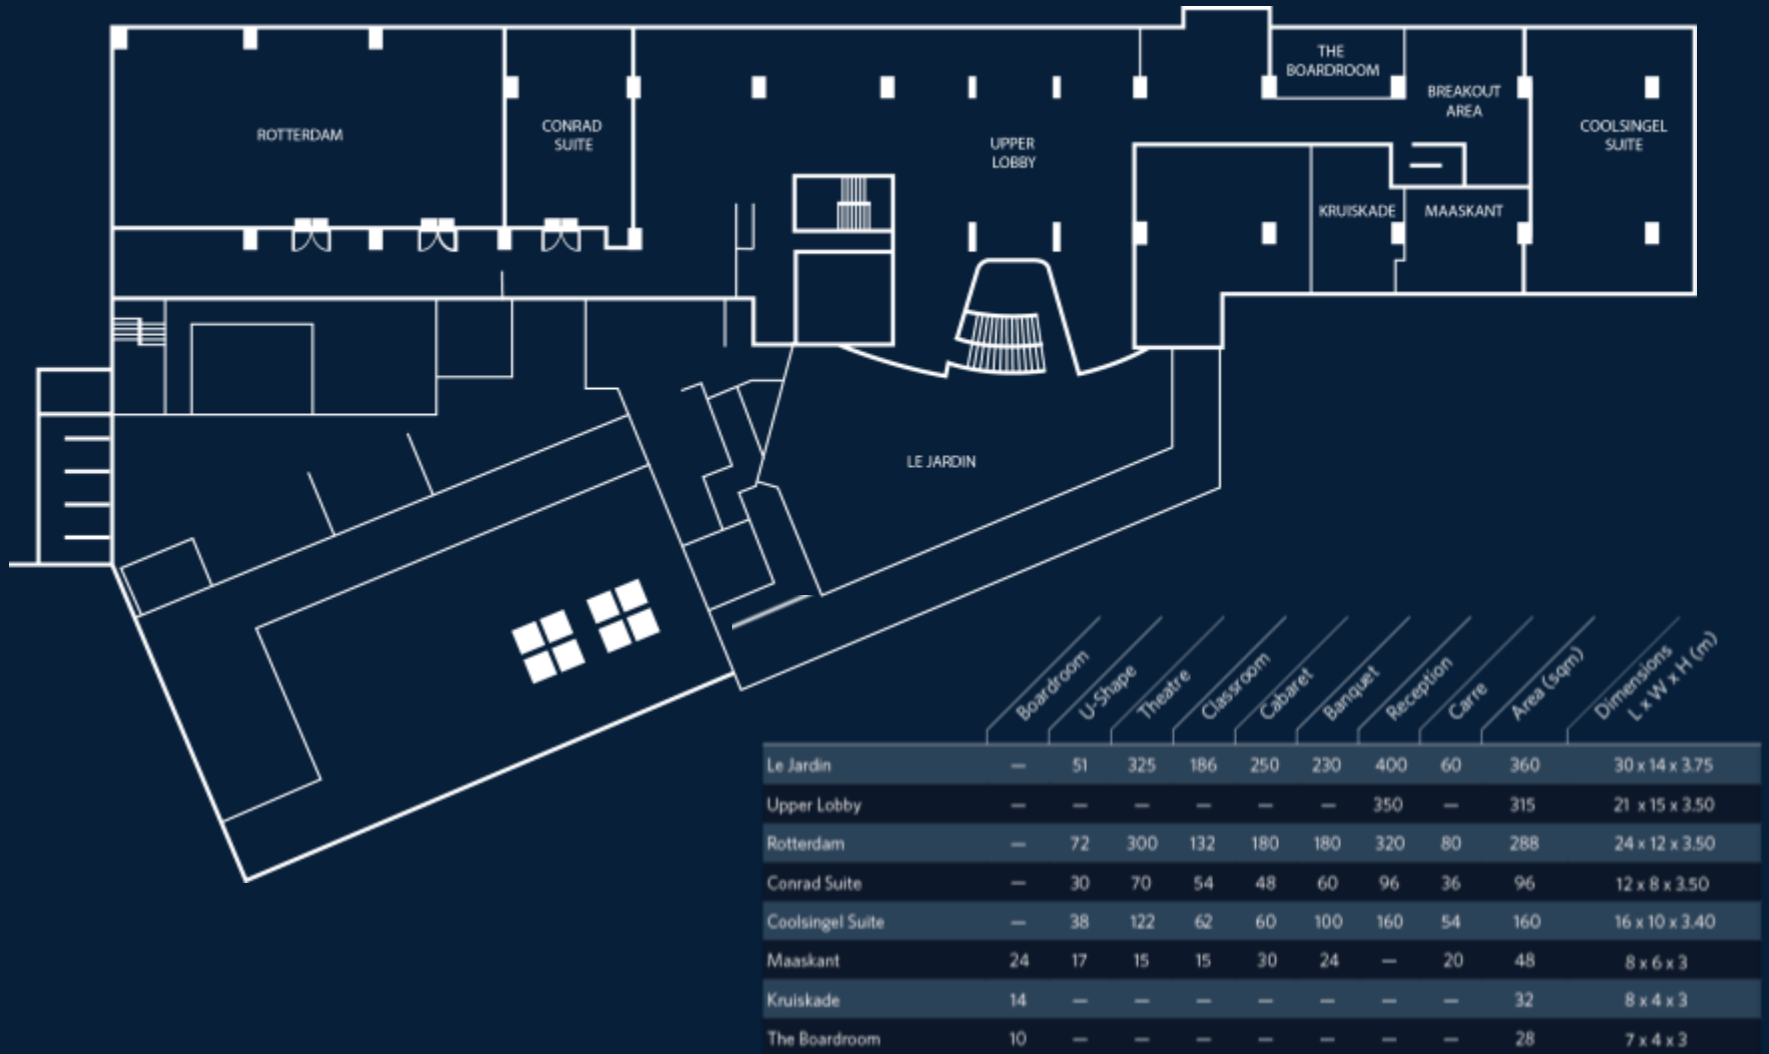 THE
BOARDROOM
BREAKOUT
AREA
ROTTERDAM
CONRAD
SUITE
UPPER
LOBBY
COOLSINGEL
SUITE
KRUISKADE
MAASKANT
LE JARDIN
Boardroom U-Shape Theatre Classroom Cabaret Banquet Reception Carre Area (sqm) Dimensions
L x W x H (m)
Le Jardin — 51 325 186 250 230 400 60 360 30 x 14 x 3.75
Upper Lobby — — — — — — 350 — 315 21 x 15 x 3.50
Rotterdam — 72 300 132 180 180 320 80 288 24 x 12 x 3.50
Conrad Suite — 30 70 54 48 60 96 36 96 12 x 8 x 3.50
Coolsingel Suite — 38 122 62 60 100 160 54 160 16 x 10 x 3.40
Maaskant 24 17 15 15 30 24 — 20 48 8 x 6 x 3
Kruiskade 14 — — — — — — — 32 8 x 4 x 3
The Boardroom 10 — — — — — — — 28 7 x 4 x 3